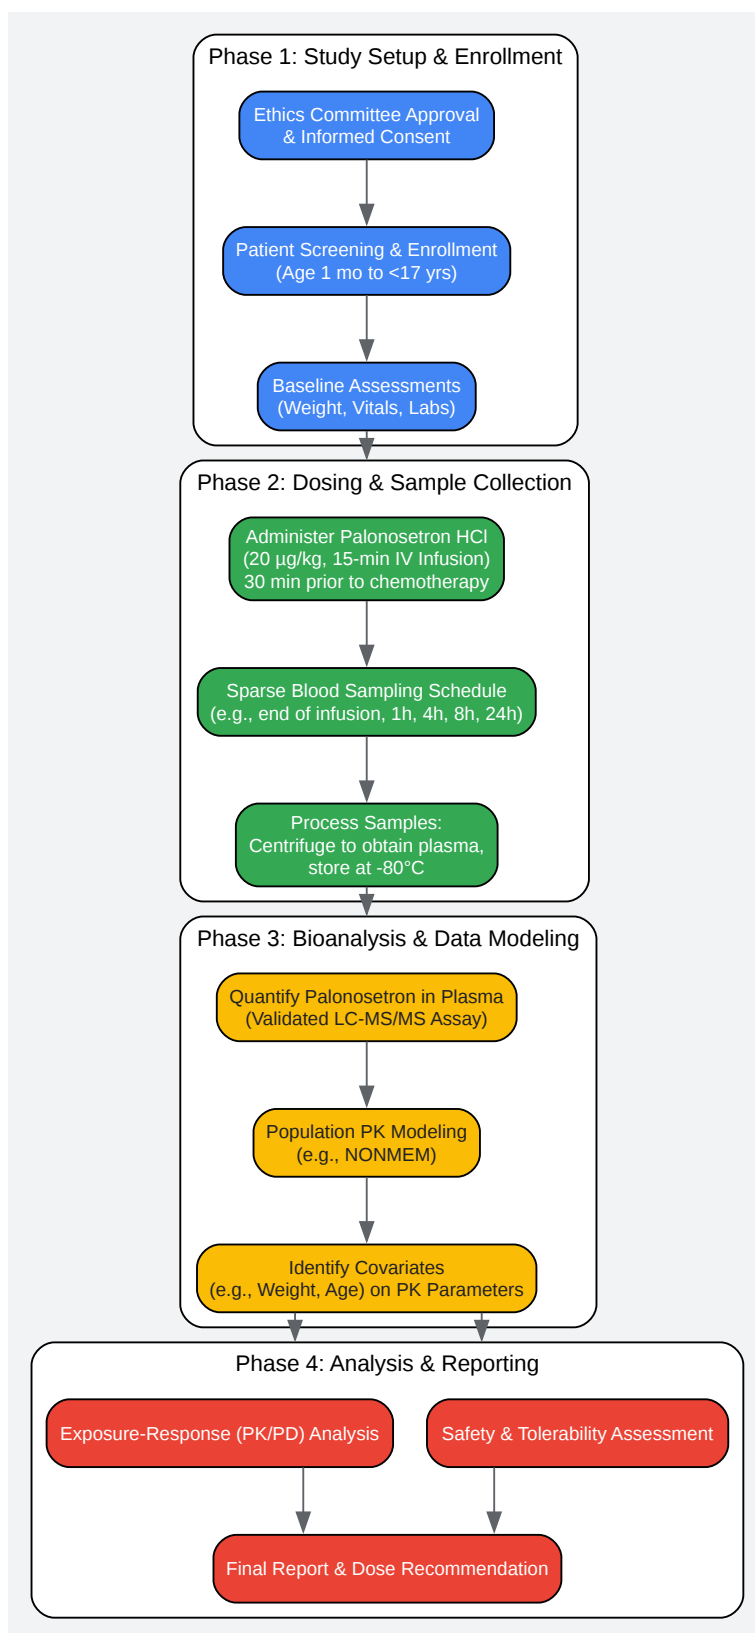 Phase 1: Study Setup & Enrollment
Ethics Committee Approval
& Informed Consent
Patient Screening & Enrollment
(Age 1 mo to <17 yrs)
Baseline Assessments
(Weight, Vitals, Labs)
Phase 2: Dosing & Sample Collection
Administer Palonosetron HCl
(20 µg/kg, 15-min IV Infusion)
30 min prior to chemotherapy
Sparse Blood Sampling Schedule
(e.g., end of infusion, 1h, 4h, 8h, 24h)
Process Samples:
Centrifuge to obtain plasma,
store at -80°C
Phase 3: Bioanalysis & Data Modeling
Quantify Palonosetron in Plasma
(Validated LC-MS/MS Assay)
Population PK Modeling
(e.g., NONMEM)
Identify Covariates
(e.g., Weight, Age) on PK Parameters
Phase 4: Analysis & Reporting
Exposure-Response (PK/PD) Analysis
Safety & Tolerability Assessment
Final Report & Dose Recommendation